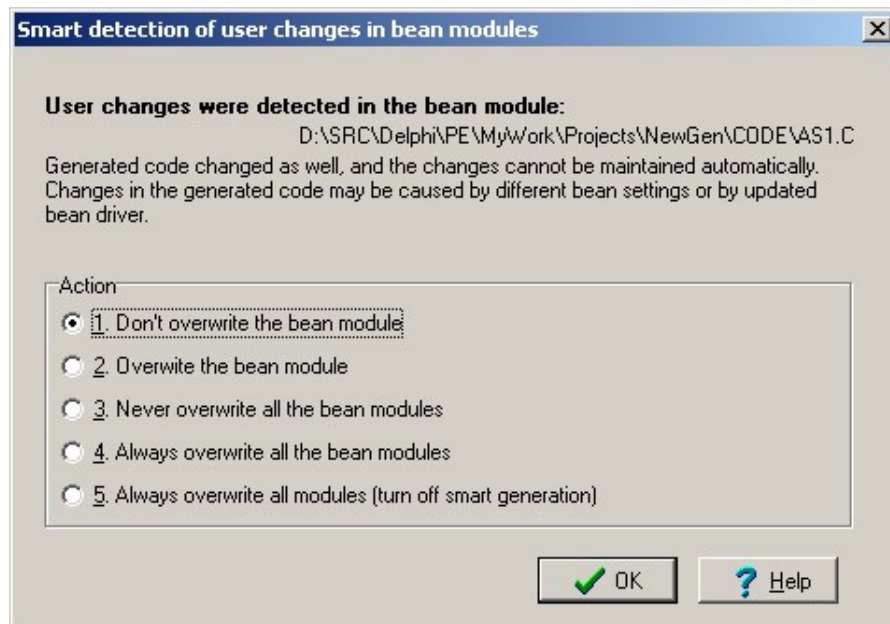 Smart detection of user changes in bean modules
User changes were detected in the bean module:
D:\SRC\Delphi\PE\MyWork\Projects\NewGen\CODE\AS1.C
Generated code changed as well, and the changes cannot be maintained automatically.
Changes in the generated code may be caused by different bean settings or by updated
bean driver.
Action
1. Don't overwrite the bean module
2. Overwite the bean module
3. Never overwrite all the bean modules
4. Always overwrite all the bean modules
5. Always overwrite all modules (turn off smart generation)
OK
Help